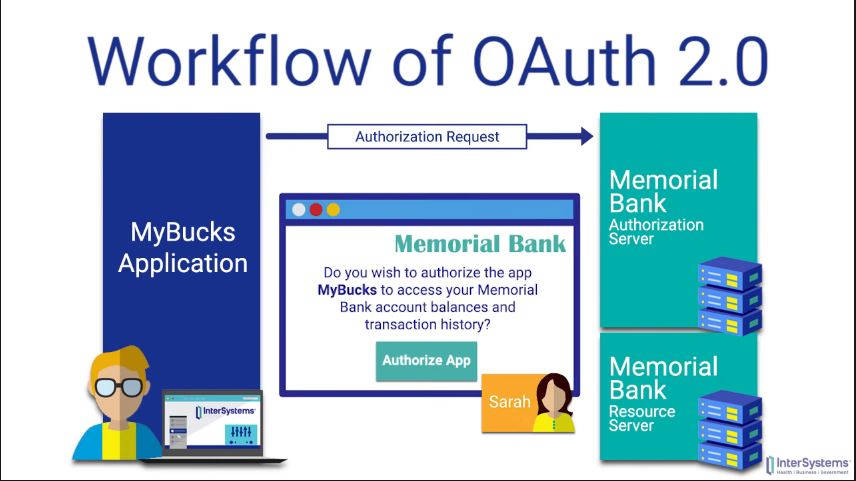 Workflow of OAuth 2.0
Authorization Request
MyBucks
Application
Memorial Bank
Do you wish to authorize the app
MyBucks to access your Memorial
Bank account balances and
transaction history?
Authorize App
Sarah
Memorial
Bank
Authorization
Server
Memorial
Bank
Resource
Server
InterSystems
InterSystems
Health | Business | Government